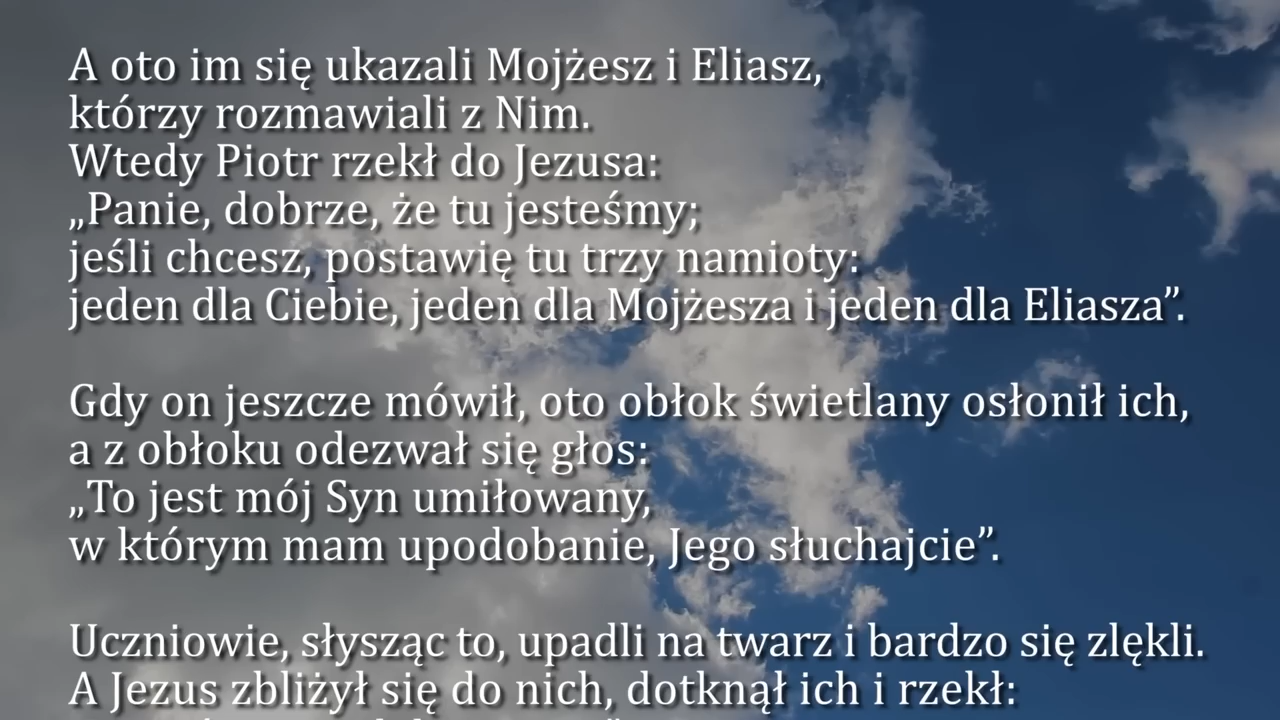 A oto im się ukazali Mojżesz i Eliasz,
którzy rozmawiali z Nim.
Wtedy Piotr rzekł do Jezusa:
„Panie, dobrze, że tu jesteśmy;
jeśli chcesz, postawię tu trzy namioty:
jeden dla Ciebie, jeden dla Mojżesza i jeden dla Eliasza”.
Gdy on jeszcze mówił, oto obłok świetlany osłonił ich,
a z obłoku odezwał się głos:
„To jest mój Syn umiłowany,
w którym mam upodobanie, Jego słuchajcie”.
Uczniowie, słysząc to, upadli na twarz i bardzo się zlękli.
A Jezus zbliżył się do nich, dotknął ich i rzekł: